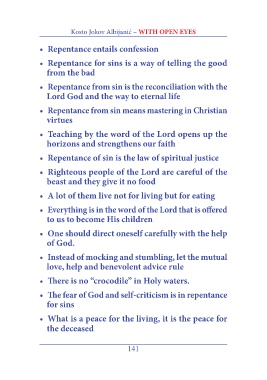 Kosto Jokov Albijanić – WITH OPEN EYES
• Repentance entails confession
• Repentance for sins is a way of telling the good
from the bad
• Repentance from sin is the reconciliation with the
Lord God and the way to eternal life
• Repentance from sin means mastering in Christian
virtues
• Teaching by the word of the Lord opens up the
horizons and strengthens our faith
• Repentance of sin is the law of spiritual justice
• Righteous people of the Lord are careful of the
beast and they give it no food
• A lot of them live not for living but for eating
• Everything is in the word of the Lord that is offered
to us to become His children
• One should direct oneself carefully with the help
of God.
• Instead of mocking and stumbling, let the mutual
love, help and benevolent advice rule
• There is no “crocodile” in Holy waters.
• The fear of God and self-criticism is in repentance
for sins
• What is a peace for the living, it is the peace for
the deceased
141